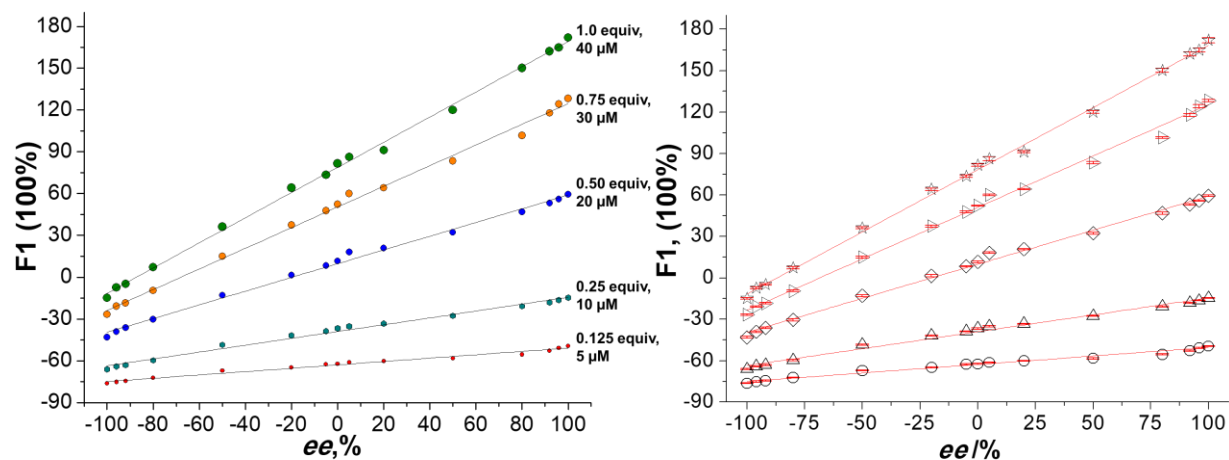 F1 (100%)
180
150
120
90
60
30
0
-30
-60
-90
-100 -80 -60 -40 -20 0 20 40 60 80 100
ee,%
1.0 equiv,
40 µM
0.75 equiv,
30 µM
0.50 equiv,
20 µM
0.25 equiv,
10 µM
0.125 equiv,
5 µM
F1, (100%)
180
150
120
90
60
30
0
-30
-60
-90
-100 -75 -50 -25 0 25 50 75 100
ee /%